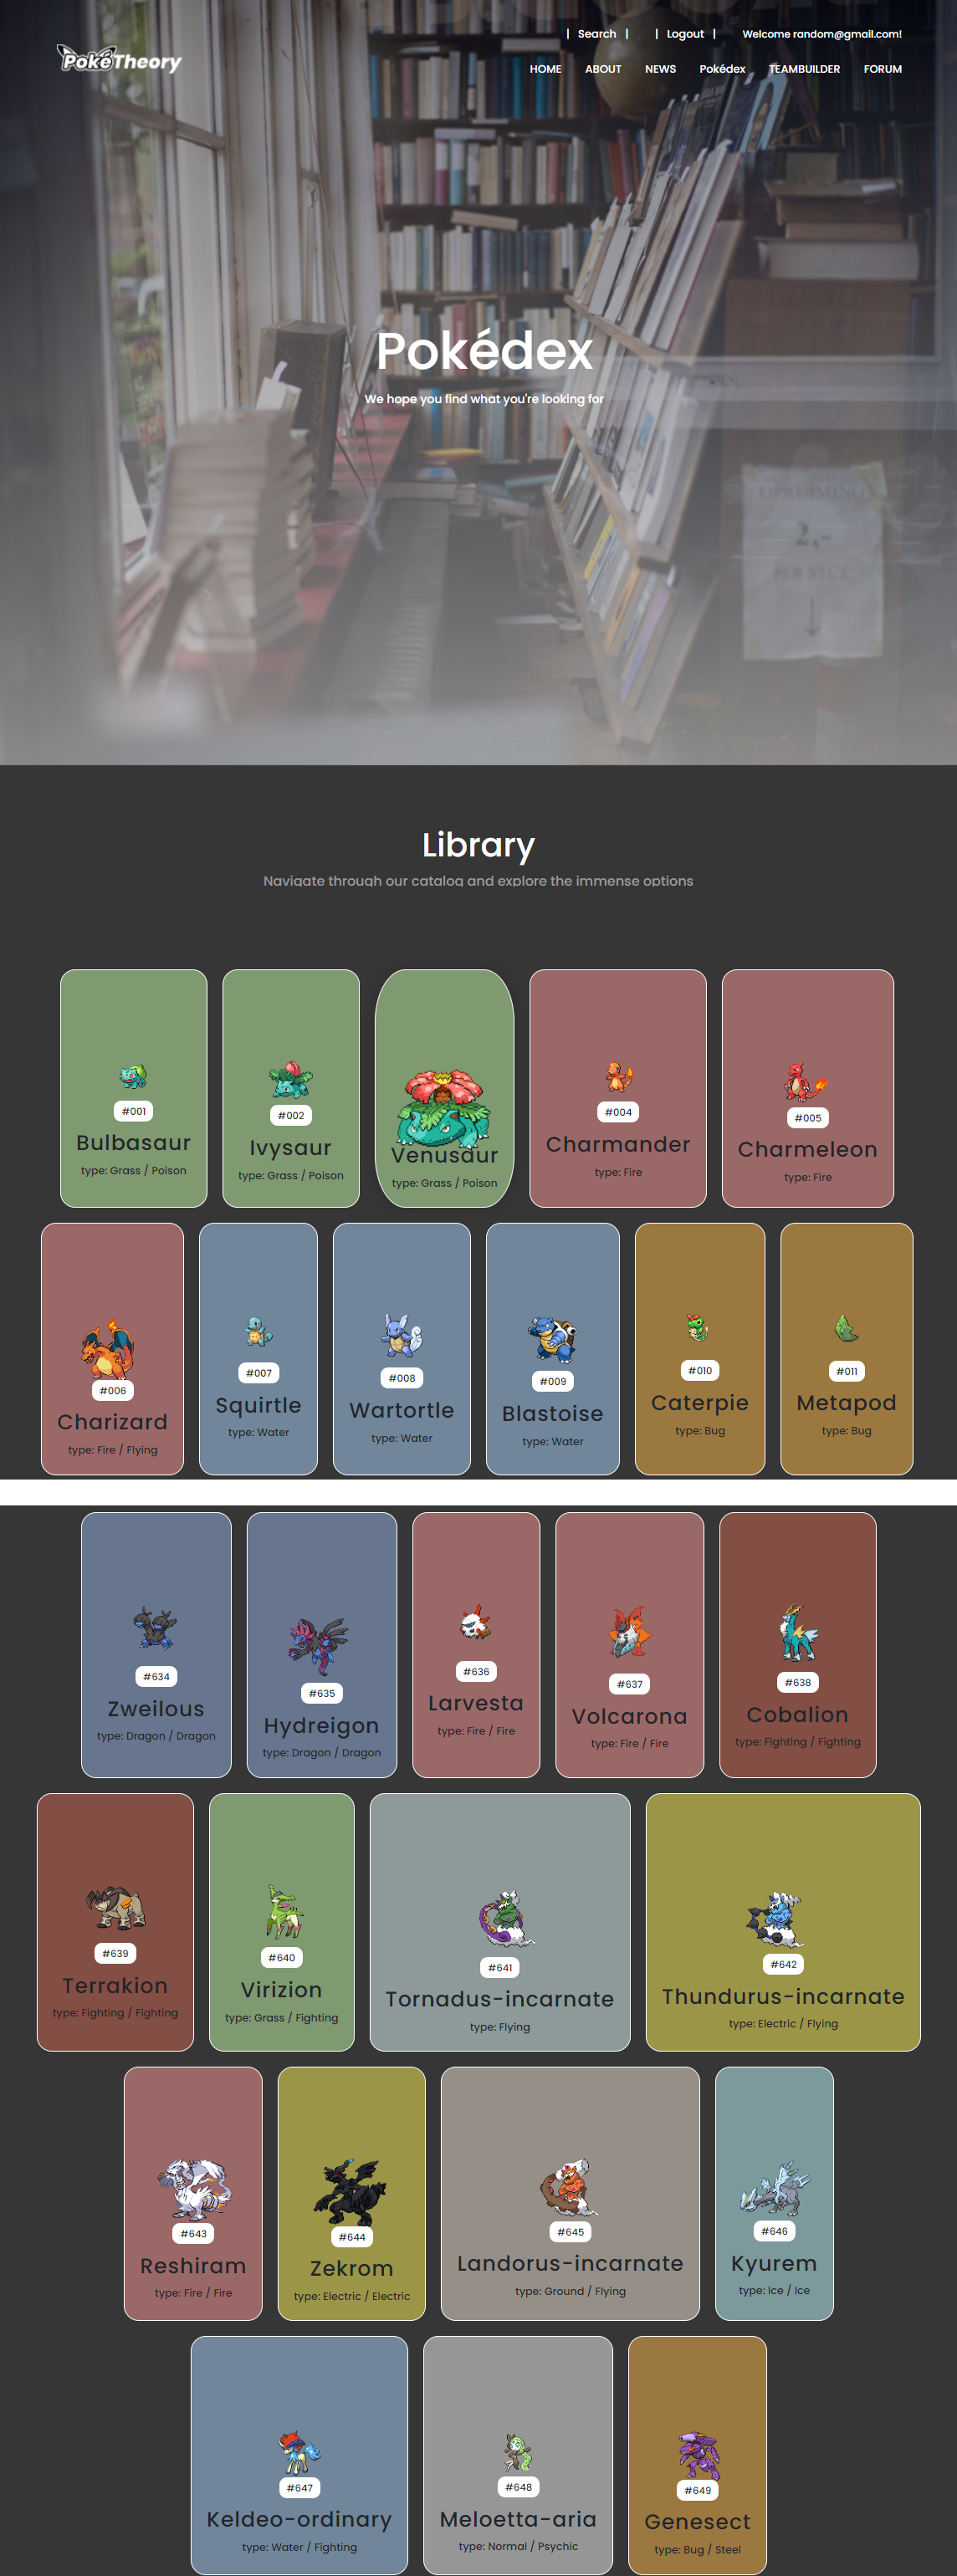 | Search | | Logout | Welcome random@gmail.com!
PokéTheory
HOME ABOUT NEWS Pokédex TEAMBUILDER FORUM
Pokédex
We hope you find what you're looking for
OPRUIMING
2,-
PER STUK
Library
Navigate through our catalog and explore the immense options
#001
Bulbasaur
type: Grass / Poison
#002
Ivysaur
type: Grass / Poison
Venusaur
type: Grass / Poison
#004
Charmander
type: Fire
#005
Charmeleon
type: Fire
#006
Charizard
type: Fire / Flying
#007
Squirtle
type: Water
#008
Wartortle
type: Water
#009
Blastoise
type: Water
#010
Caterpie
type: Bug
#011
Metapod
type: Bug
#634
Zweilous
type: Dragon / Dragon
#635
Hydreigon
type: Dragon / Dragon
#636
Larvesta
type: Fire / Fire
#637
Volcarona
type: Fire / Fire
#638
Cobalion
type: Fighting / Fighting
#639
Terrakion
type: Fighting / Fighting
#640
Virizion
type: Grass / Fighting
#641
Tornadus-incarnate
type: Flying
#642
Thundurus-incarnate
type: Electric / Flying
#643
Reshiram
type: Fire / Fire
#644
Zekrom
type: Electric / Electric
#645
Landorus-incarnate
type: Ground / Flying
#646
Kyurem
type: Ice / Ice
#647
Keldeo-ordinary
type: Water / Fighting
#648
Meloetta-aria
type: Normal / Psychic
#649
Genesect
type: Bug / Steel